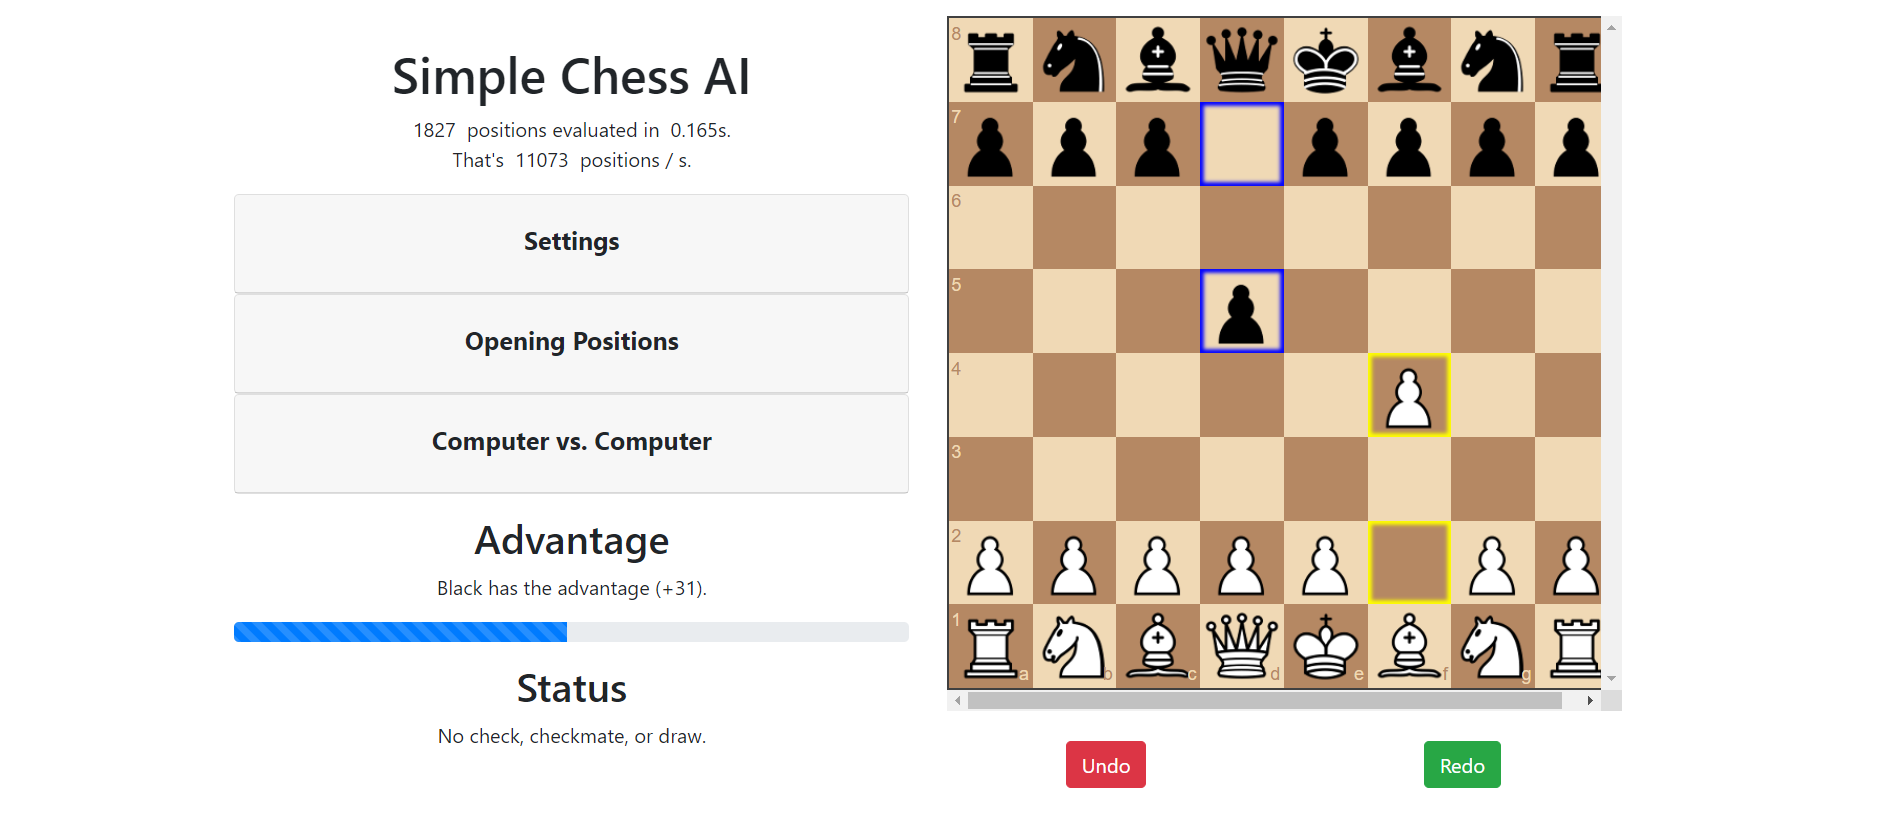 Simple Chess AI
1827 positions evaluated in 0.165s.
That's 11073 positions / s.
Settings
Opening Positions
Computer vs. Computer
Advantage
Black has the advantage (+31).
Status
No check, checkmate, or draw.
8
7
6
5
4
3
2
1
a b c d e f g
Undo Redo